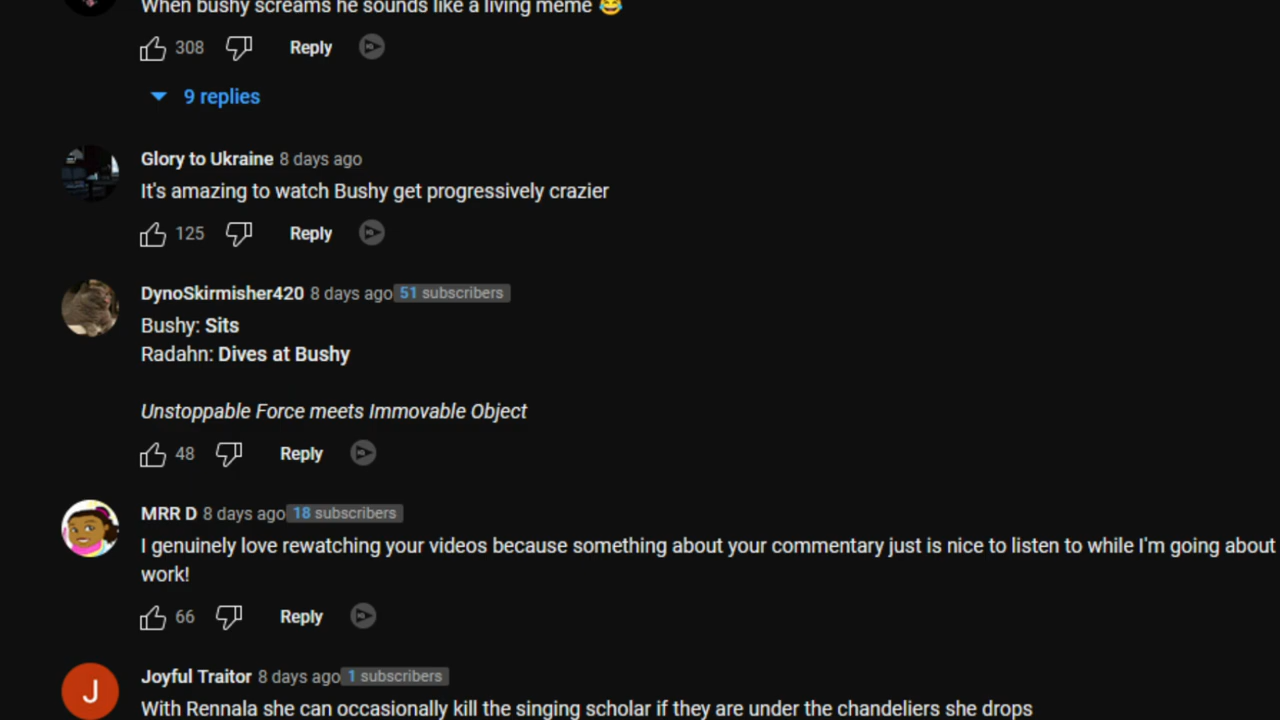 When bushy screams he sounds like a living meme 😂
308 Reply
9 replies
Glory to Ukraine 8 days ago
It's amazing to watch Bushy get progressively crazier
125 Reply
DynoSkirmisher420 8 days ago 51 subscribers
Bushy: Sits
Radahn: Dives at Bushy
Unstoppable Force meets Immovable Object
48 Reply
MRR D 8 days ago 18 subscribers
I genuinely love rewatching your videos because something about your commentary just is nice to listen to while I'm going about
work!
66 Reply
J
Joyful Traitor 8 days ago 1 subscribers
With Rennala she can occasionally kill the singing scholar if they are under the chandeliers she drops